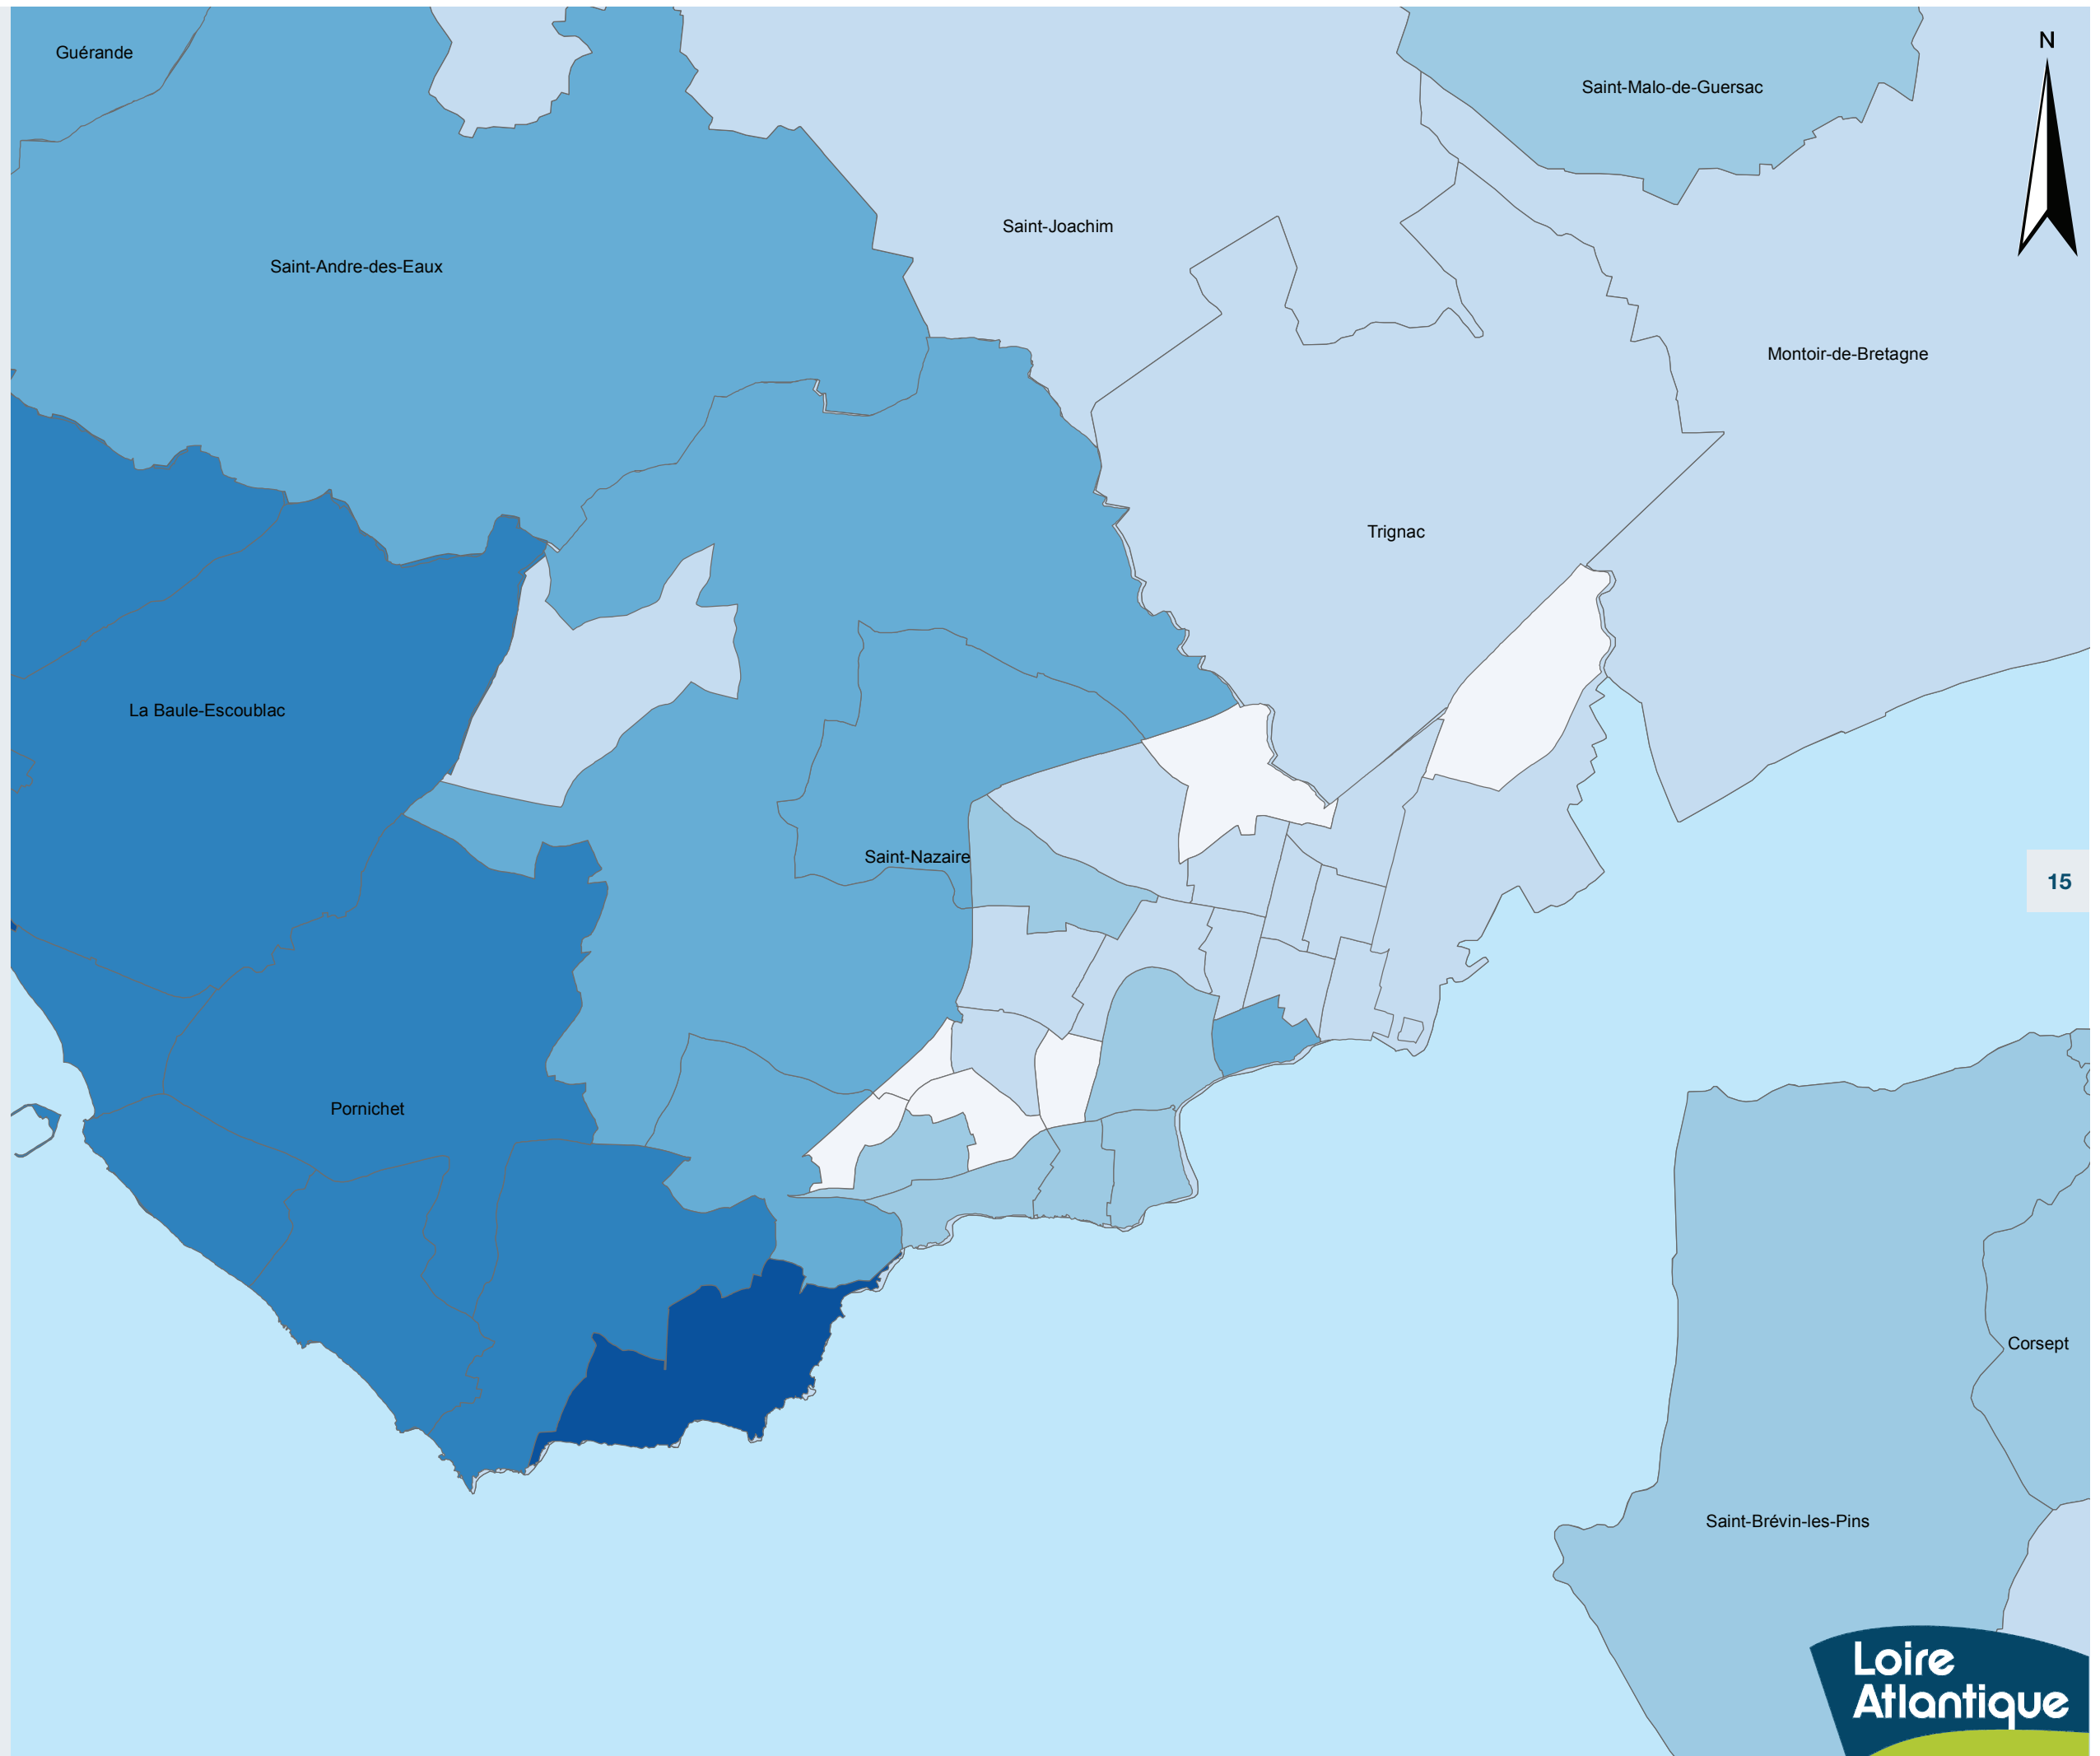 Guérande
N
Saint-Malo-de-Guersac
Saint-Joachim
Saint-Andre-des-Eaux
Montoir-de-Bretagne
Trignac
La Baule-Escoublac
Saint-Nazaire
15
Pornichet
Corsept
Saint-Brévin-les-Pins
Loire
Atlantique